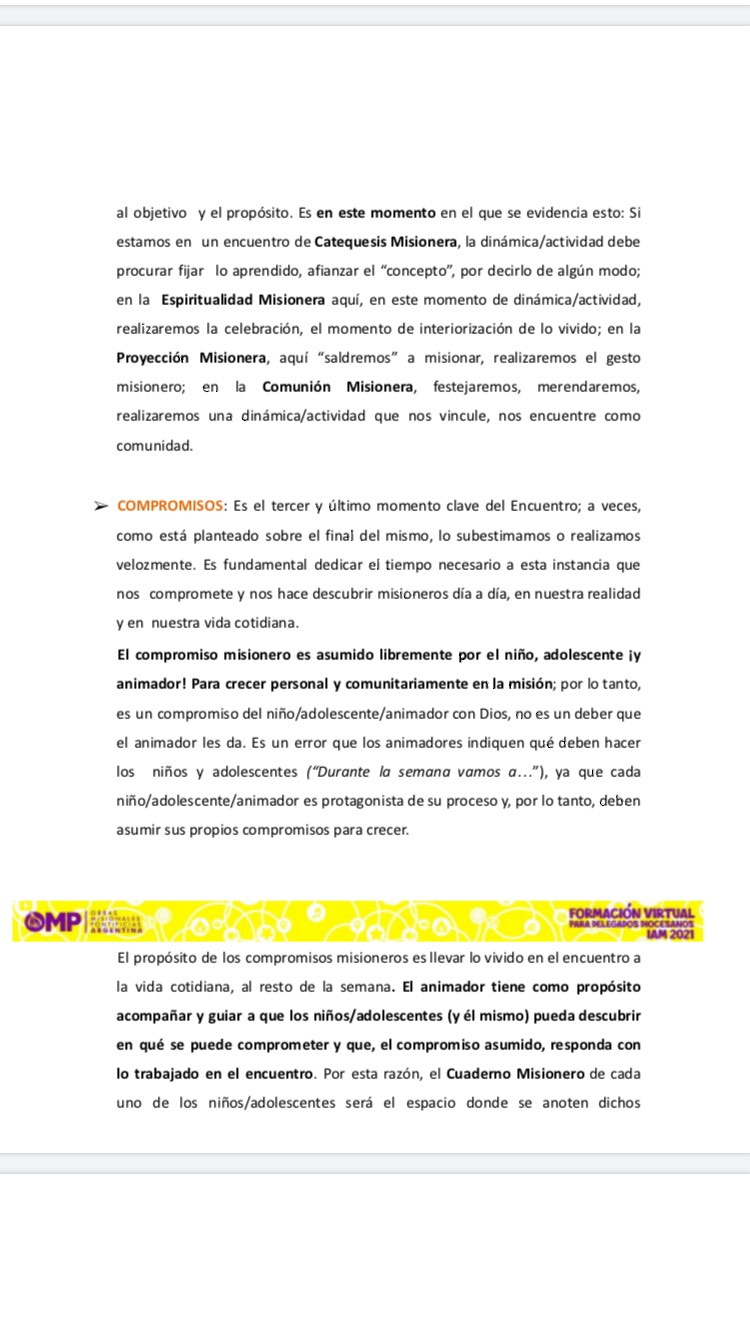 al objetivo y el propósito. Es en este momento en el que se evidencia esto: Si
estamos en un encuentro de Catequesis Misionera, la dinámica/actividad debe
procurar fijar lo aprendido, afianzar el “concepto”, por decirlo de algún modo;
en la Espiritualidad Misionera aquí, en este momento de dinámica/actividad,
realizaremos la celebración, el momento de interiorización de lo vivido; en la
Proyección Misionera, aquí “saldremos” a misionar, realizaremos el gesto
misionero; en la Comunión Misionera, festejaremos, merendaremos,
realizaremos una dinámica/actividad que nos vincule, nos encuentre como
comunidad.
➢ COMPROMISOS: Es el tercer y último momento clave del Encuentro; a veces,
como está planteado sobre el final del mismo, lo subestimamos o realizamos
velozmente. Es fundamental dedicar el tiempo necesario a esta instancia que
nos compromete y nos hace descubrir misioneros día a día, en nuestra realidad
y en nuestra vida cotidiana.
El compromiso misionero es asumido libremente por el niño, adolescente ¡y
animador! Para crecer personal y comunitariamente en la misión; por lo tanto,
es un compromiso del niño/adolescente/animador con Dios, no es un deber que
el animador les da. Es un error que los animadores indiquen qué deben hacer
los niños y adolescentes (“Durante la semana vamos a...”), ya que cada
niño/adolescente/animador es protagonista de su proceso y, por lo tanto, deben
asumir sus propios compromisos para crecer.
OMP
OBRAS
MISIONALES
PONTIFICIAS
ARGENTINA
FORMACIÓN VIRTUAL
PARA DELEGADOS DIOCESANOS
IAM 2021
El propósito de los compromisos misioneros es llevar lo vivido en el encuentro a
la vida cotidiana, al resto de la semana. El animador tiene como propósito
acompañar y guiar a que los niños/adolescentes (y él mismo) pueda descubrir
en qué se puede comprometer y que, el compromiso asumido, responda con
lo trabajado en el encuentro. Por esta razón, el Cuaderno Misionero de cada
uno de los niños/adolescentes será el espacio donde se anoten dichos